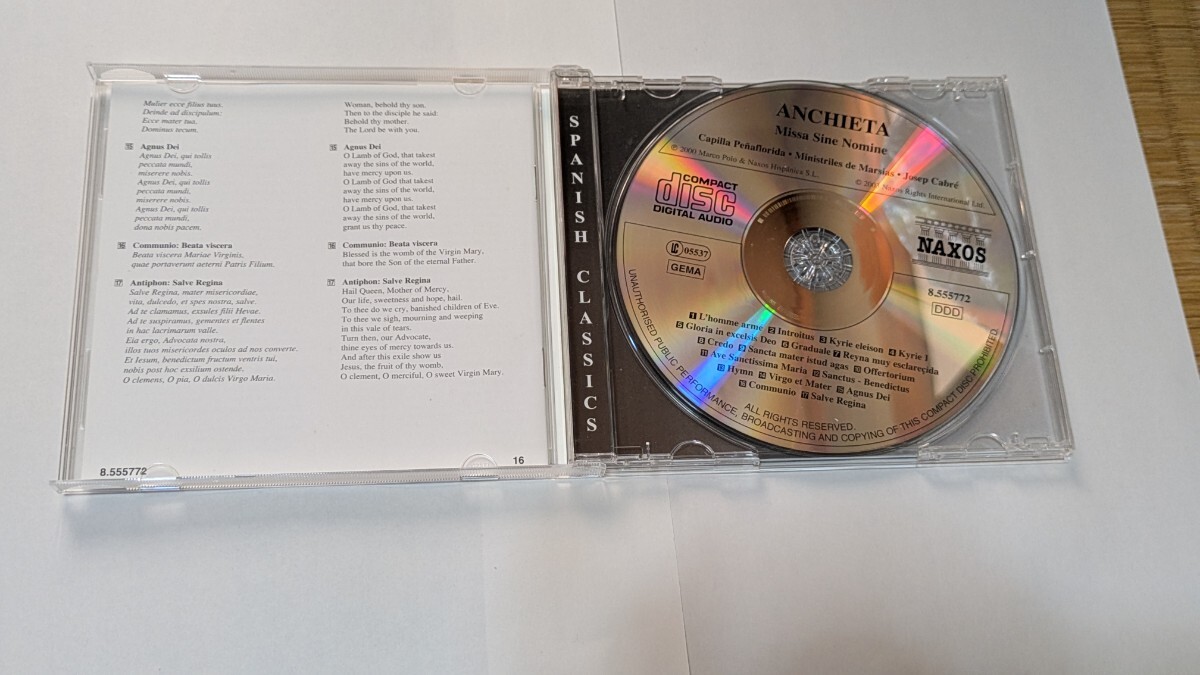 Mulier ecce filius tuus.
Deinde ad discipulum:
Ecce mater tua.
Dominus tecum.
15 Agnus Dei
Agnus Dei, qui tollis
peccata mundi,
miserere nobis.
Agnus Dei, qui tollis
peccata mundi,
miserere nobis.
Agnus Dei, qui tollis
peccata mundi,
dona nobis pacem.
16 Communio: Beata viscera
Beata viscera Mariae Virginis,
quae portaverunt aeterni Patris Filium.
17 Antiphon: Salve Regina
Salve Regina, mater misericordiae,
vita, dulcedo, et spes nostra, salve.
Ad te clamamus, exsules filii Hevae.
Ad te suspiramus, gementes et flentes
in hac lacrimarum valle.
Eia ergo, Advocata nostra,
illos tuos misericordes oculos ad nos converte.
Et Iesum, benedictum fructum ventris tui,
nobis post hoc exsilium ostende.
O clemens, O pia, O dulcis Virgo Maria.
8.555772
Woman, behold thy son.
Then to the disciple he said:
Behold thy mother.
The Lord be with you.
15 Agnus Dei
O Lamb of God, that takest
away the sins of the world,
have mercy upon us.
O Lamb of God, that takest
away the sins of the world,
have mercy upon us.
O Lamb of God, that takest
away the sins of the world,
grant us thy peace.
16 Communio: Beata viscera
Blessed is the womb of the Virgin Mary,
that bore the Son of the eternal Father.
17 Antiphon: Salve Regina
Hail Queen, Mother of Mercy,
Our life, sweetness and hope, hail.
To thee do we cry, banished children of Eve.
To thee we sigh, mourning and weeping
in this vale of tears.
Turn then, our Advocate,
thine eyes of mercy towards us.
And after this exile show us
Jesus, the fruit of thy womb,
O clement, O merciful, O sweet Virgin Mary.
16
SPANISH CLASSICS
ANCHIETA
Missa Sine Nomine
Capilla Peñaflorida • Ministriles de Marsias • Josep Cabré
℗ 2000 Marco Polo & Naxos Hispánica S.L.
Naxos Rights International Ltd.
COMPACT
disc
DIGITAL AUDIO
LC 05537
GEMA
NAXOS
8.555772
DDD
1 L'homme arme 2 Introitus 3 Kyrie eleison 4 Kyrie I
5 Gloria in excelsis Deo 6 Graduale 7 Reyna muy esclareçida
8 Credo 9 Sancta mater istud agas 10 Offertorium
11 Ave Sanctissima Maria 12 Sanctus - Benedictus
13 Hymn 14 Virgo et Mater 15 Agnus Dei
16 Communio 17 Salve Regina
ALL RIGHTS RESERVED.
UNAUTHORISED PUBLIC PERFORMANCE, BROADCASTING AND COPYING OF THIS COMPACT DISC PROHIBITED